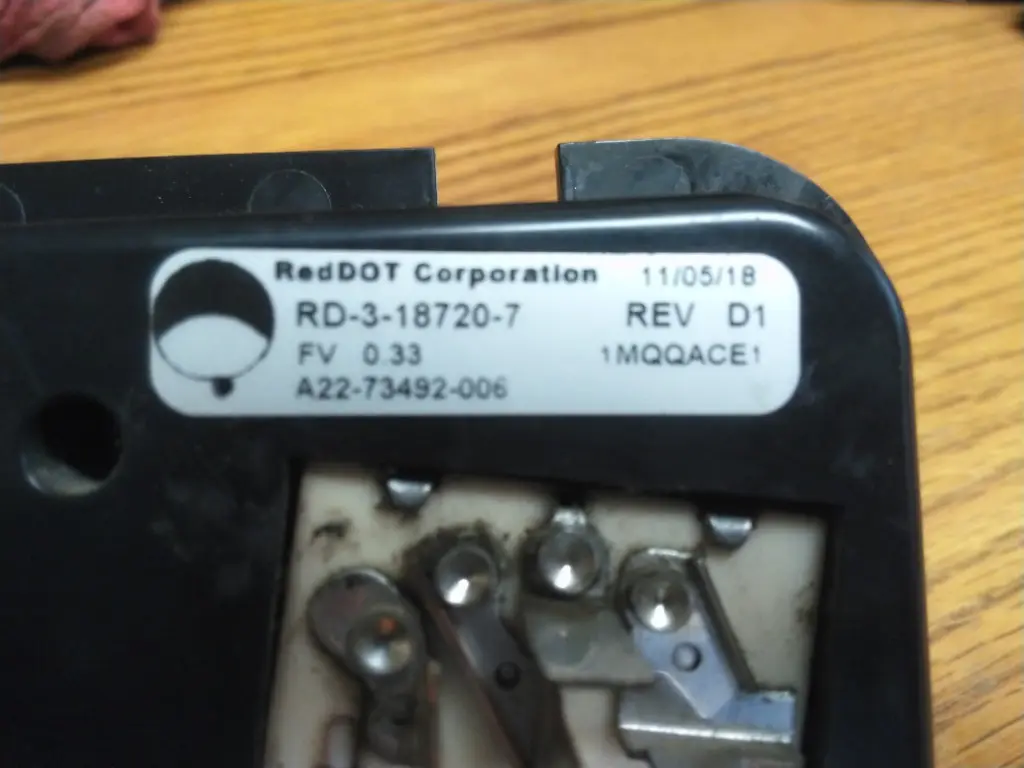 RedDOT Corporation 11/05/18
RD-3-18720-7 REV D1
FV 0.33 1MQQACE1
A22-73492-006